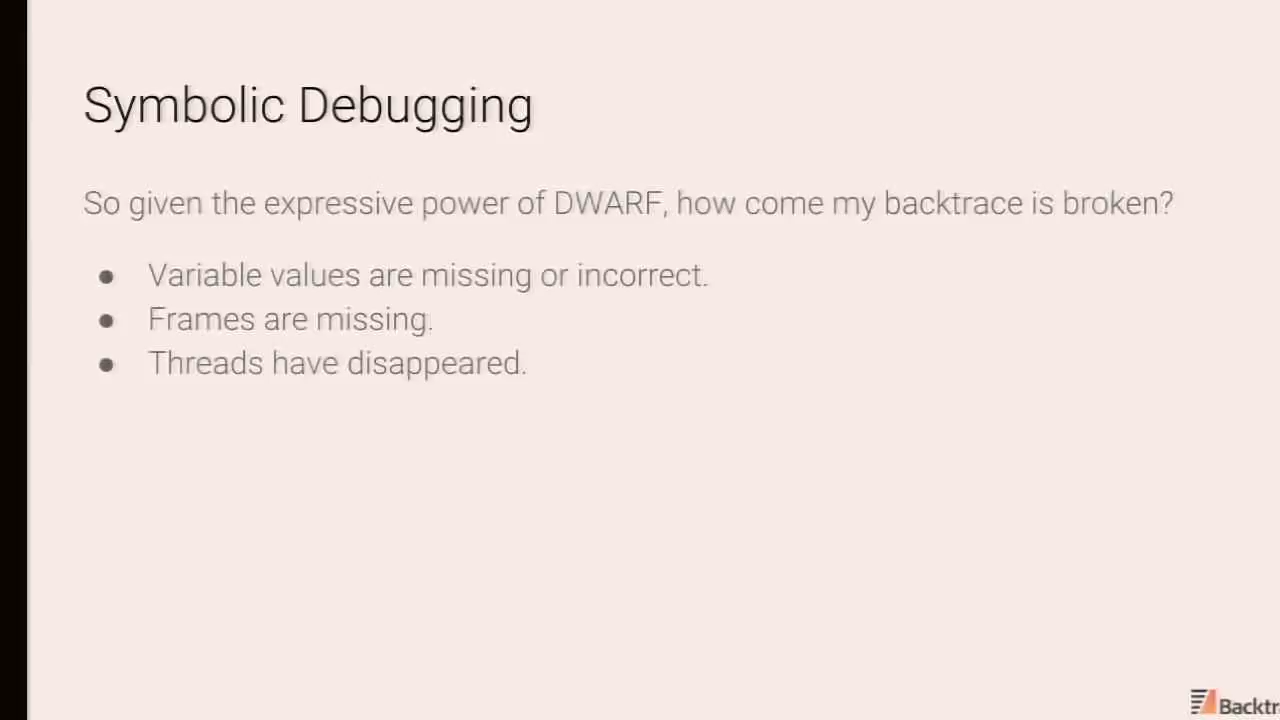 Symbolic Debugging
So given the expressive power of DWARF, how come my backtrace is broken?
● Variable values are missing or incorrect.
● Frames are missing.
● Threads have disappeared.
Backtr